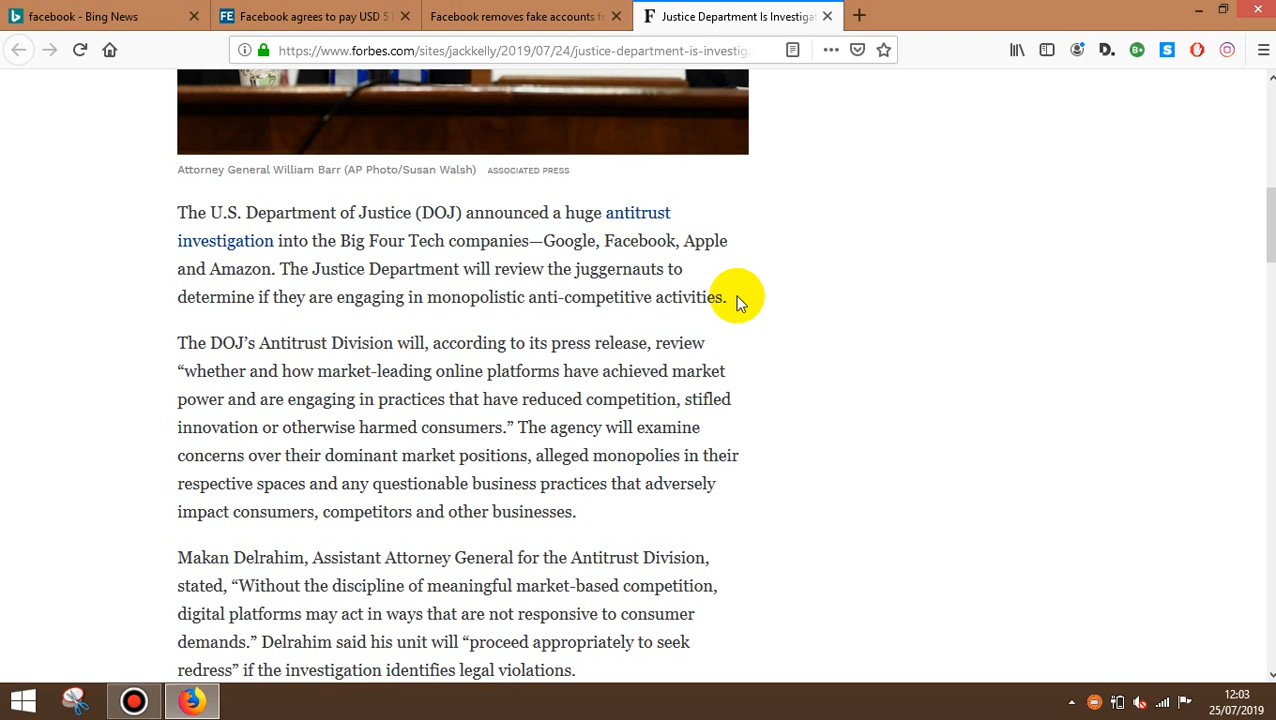 facebook - Bing News
Facebook agrees to pay USD 5
Facebook removes fake accounts f
Justice Department Is Investiga
https://www.forbes.com/sites/jackkelly/2019/07/24/justice-department-is-investiga
Attorney General William Barr (AP Photo/Susan Walsh) ASSOCIATED PRESS
The U.S. Department of Justice (DOJ) announced a huge antitrust
investigation into the Big Four Tech companies—Google, Facebook, Apple
and Amazon. The Justice Department will review the juggernauts to
determine if they are engaging in monopolistic anti-competitive activities.
The DOJ's Antitrust Division will, according to its press release, review
“whether and how market-leading online platforms have achieved market
power and are engaging in practices that have reduced competition, stifled
innovation or otherwise harmed consumers.” The agency will examine
concerns over their dominant market positions, alleged monopolies in their
respective spaces and any questionable business practices that adversely
impact consumers, competitors and other businesses.
Makan Delrahim, Assistant Attorney General for the Antitrust Division,
stated, “Without the discipline of meaningful market-based competition,
digital platforms may act in ways that are not responsive to consumer
demands.” Delrahim said his unit will “proceed appropriately to seek
redress” if the investigation identifies legal violations.
12:03
25/07/2019